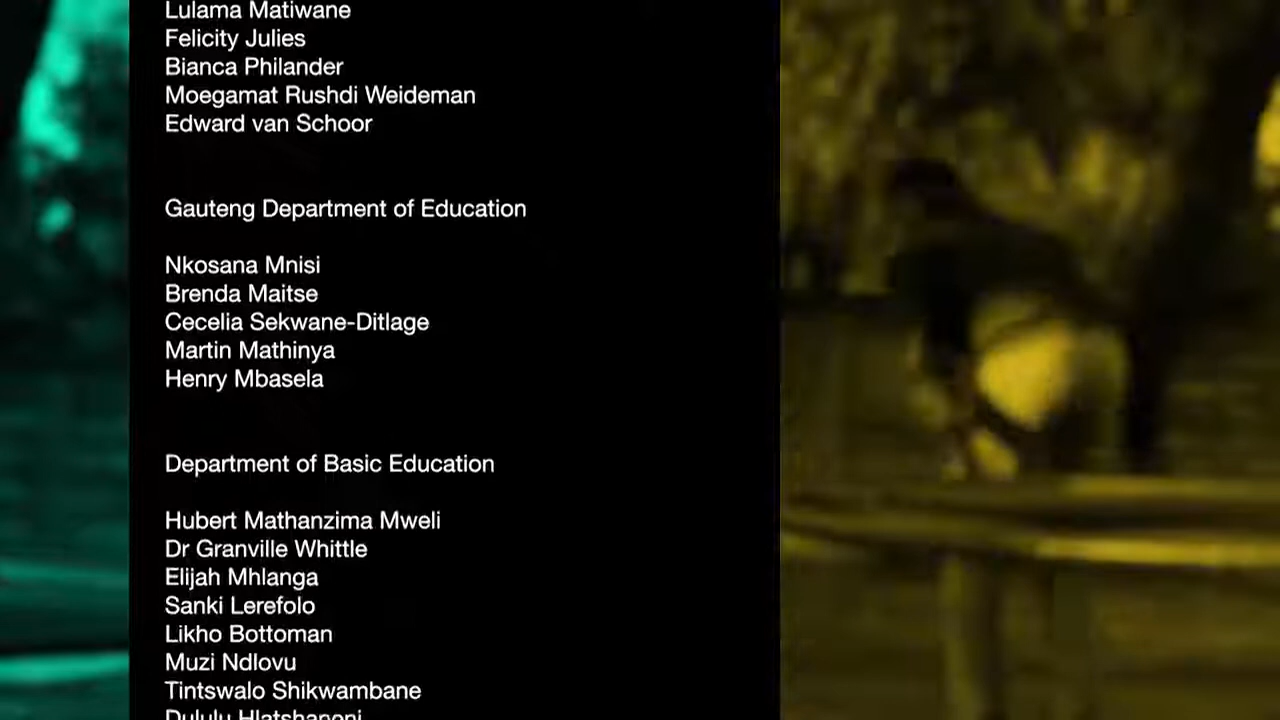 Lulama Matiwane
Felicity Julies
Bianca Philander
Moegamat Rushdi Weideman
Edward van Schoor
Gauteng Department of Education
Nkosana Mnisi
Brenda Maitse
Cecelia Sekwane-Ditlage
Martin Mathinya
Henry Mbasela
Department of Basic Education
Hubert Mathanzima Mweli
Dr Granville Whittle
Elijah Mhlanga
Sanki Lerefolo
Likho Bottoman
Muzi Ndlovu
Tintswalo Shikwambane